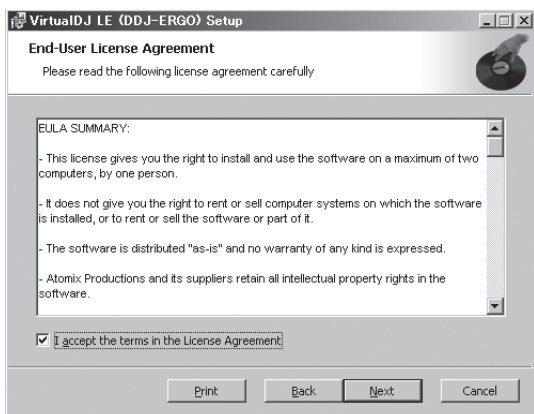 VirtualDJ LE (DDJ-ERGO) Setup
End-User License Agreement
Please read the following license agreement carefully
EULA SUMMARY:
- This license gives you the right to install and use the software on a maximum of two
computers, by one person.
- It does not give you the right to rent or sell computer systems on which the software
is installed, or to rent or sell the software or part of it.
- The software is distributed "as-is" and no warranty of any kind is expressed.
- Atomix Productions and its suppliers retain all intellectual property rights in the
software.
I accept the terms in the License Agreement
Print
Back
Next
Cancel